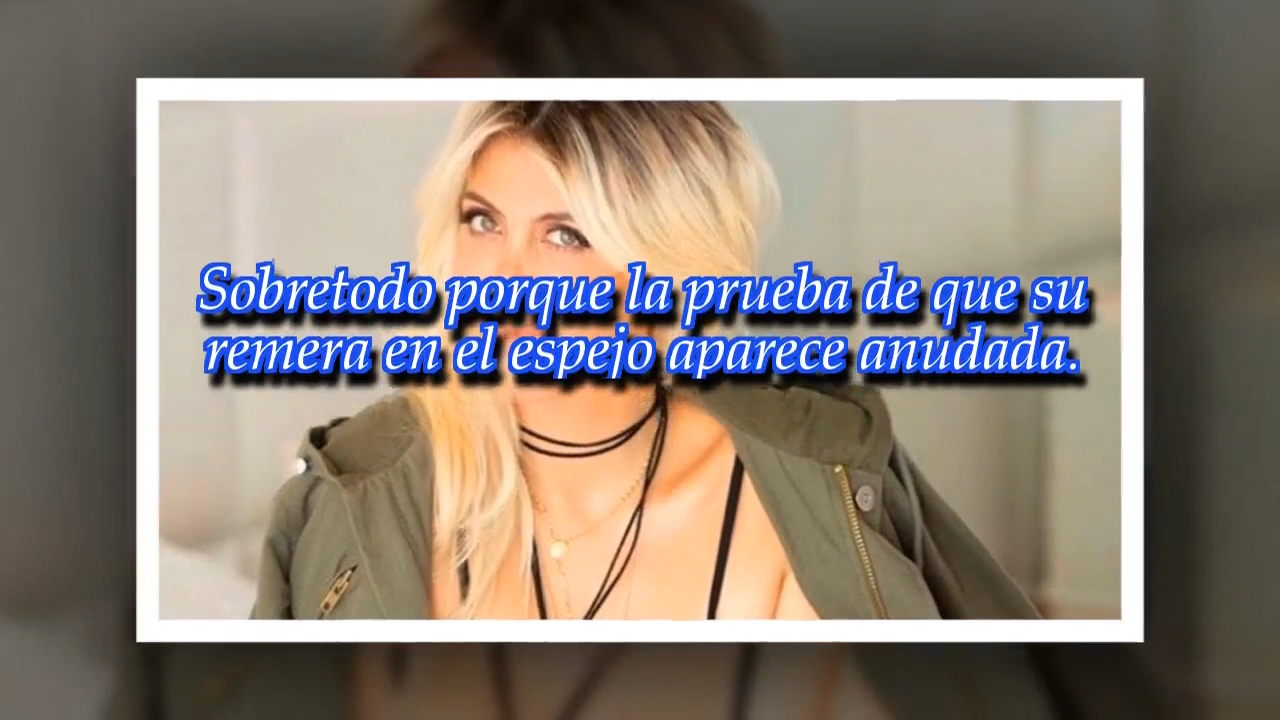 Sobretodo porque la prueba de que su
remera en el espejo aparece anudada.